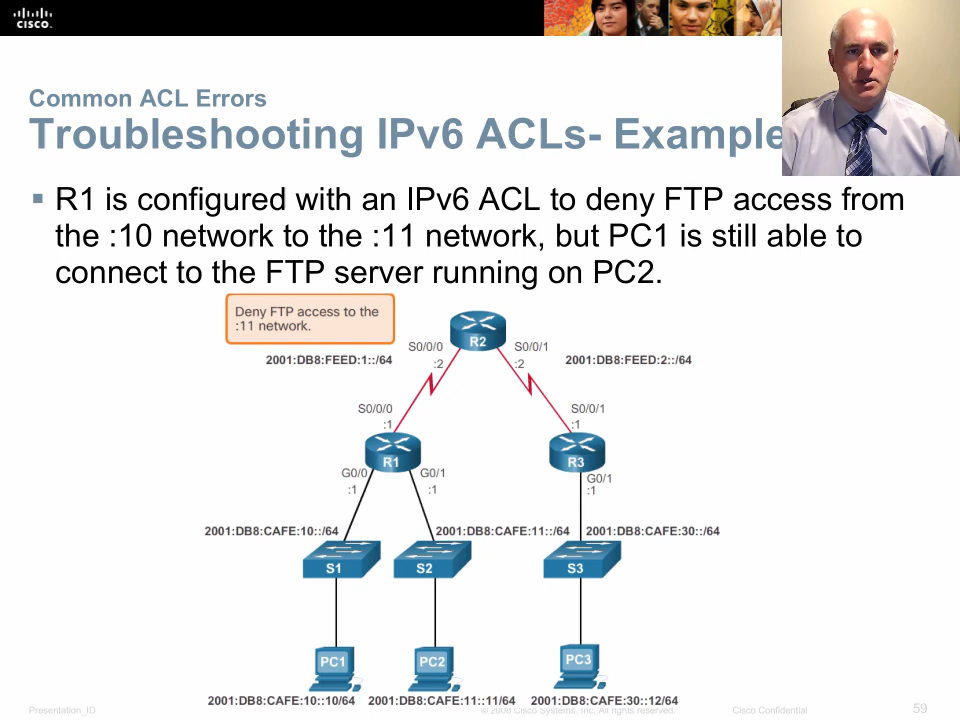 CISCO
Common ACL Errors
Troubleshooting IPv6 ACLs- Example
▪ R1 is configured with an IPv6 ACL to deny FTP access from
the :10 network to the :11 network, but PC1 is still able to
connect to the FTP server running on PC2.
Deny FTP access to the
:11 network.
R2
S0/0/0
S0/0/1
2001:DB8:FEED:1::/64
:2
:2
2001:DB8:FEED:2::/64
S0/0/0
S0/0/1
:1
:1
R1
R3
G0/0
G0/1
G0/1
:1
:1
:1
2001:DB8:CAFE:10::/64
2001:DB8:CAFE:11::/64
2001:DB8:CAFE:30::/64
S1
S2
S3
PC1
PC2
PC3
2001:DB8:CAFE:10::10/64
2001:DB8:CAFE:11::11/64
2001:DB8:CAFE:30::12/64
Presentation_ID
© 2008 Cisco Systems, Inc. All rights reserved.
Cisco Confidential
59